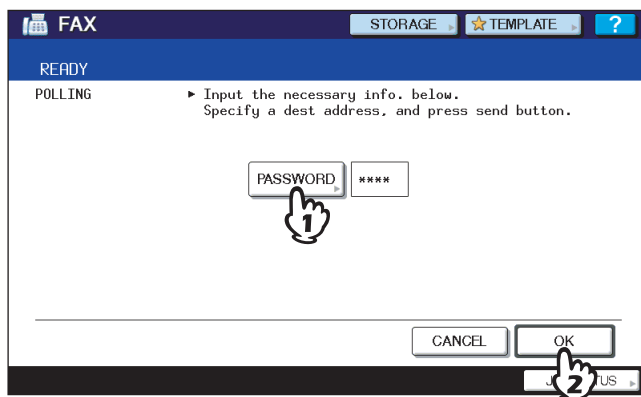 FAX
STORAGE
TEMPLATE
?
READY
POLLING
Input the necessary info. below.
Specify a dest address, and press send button.
PASSWORD
****
1
CANCEL
OK
2